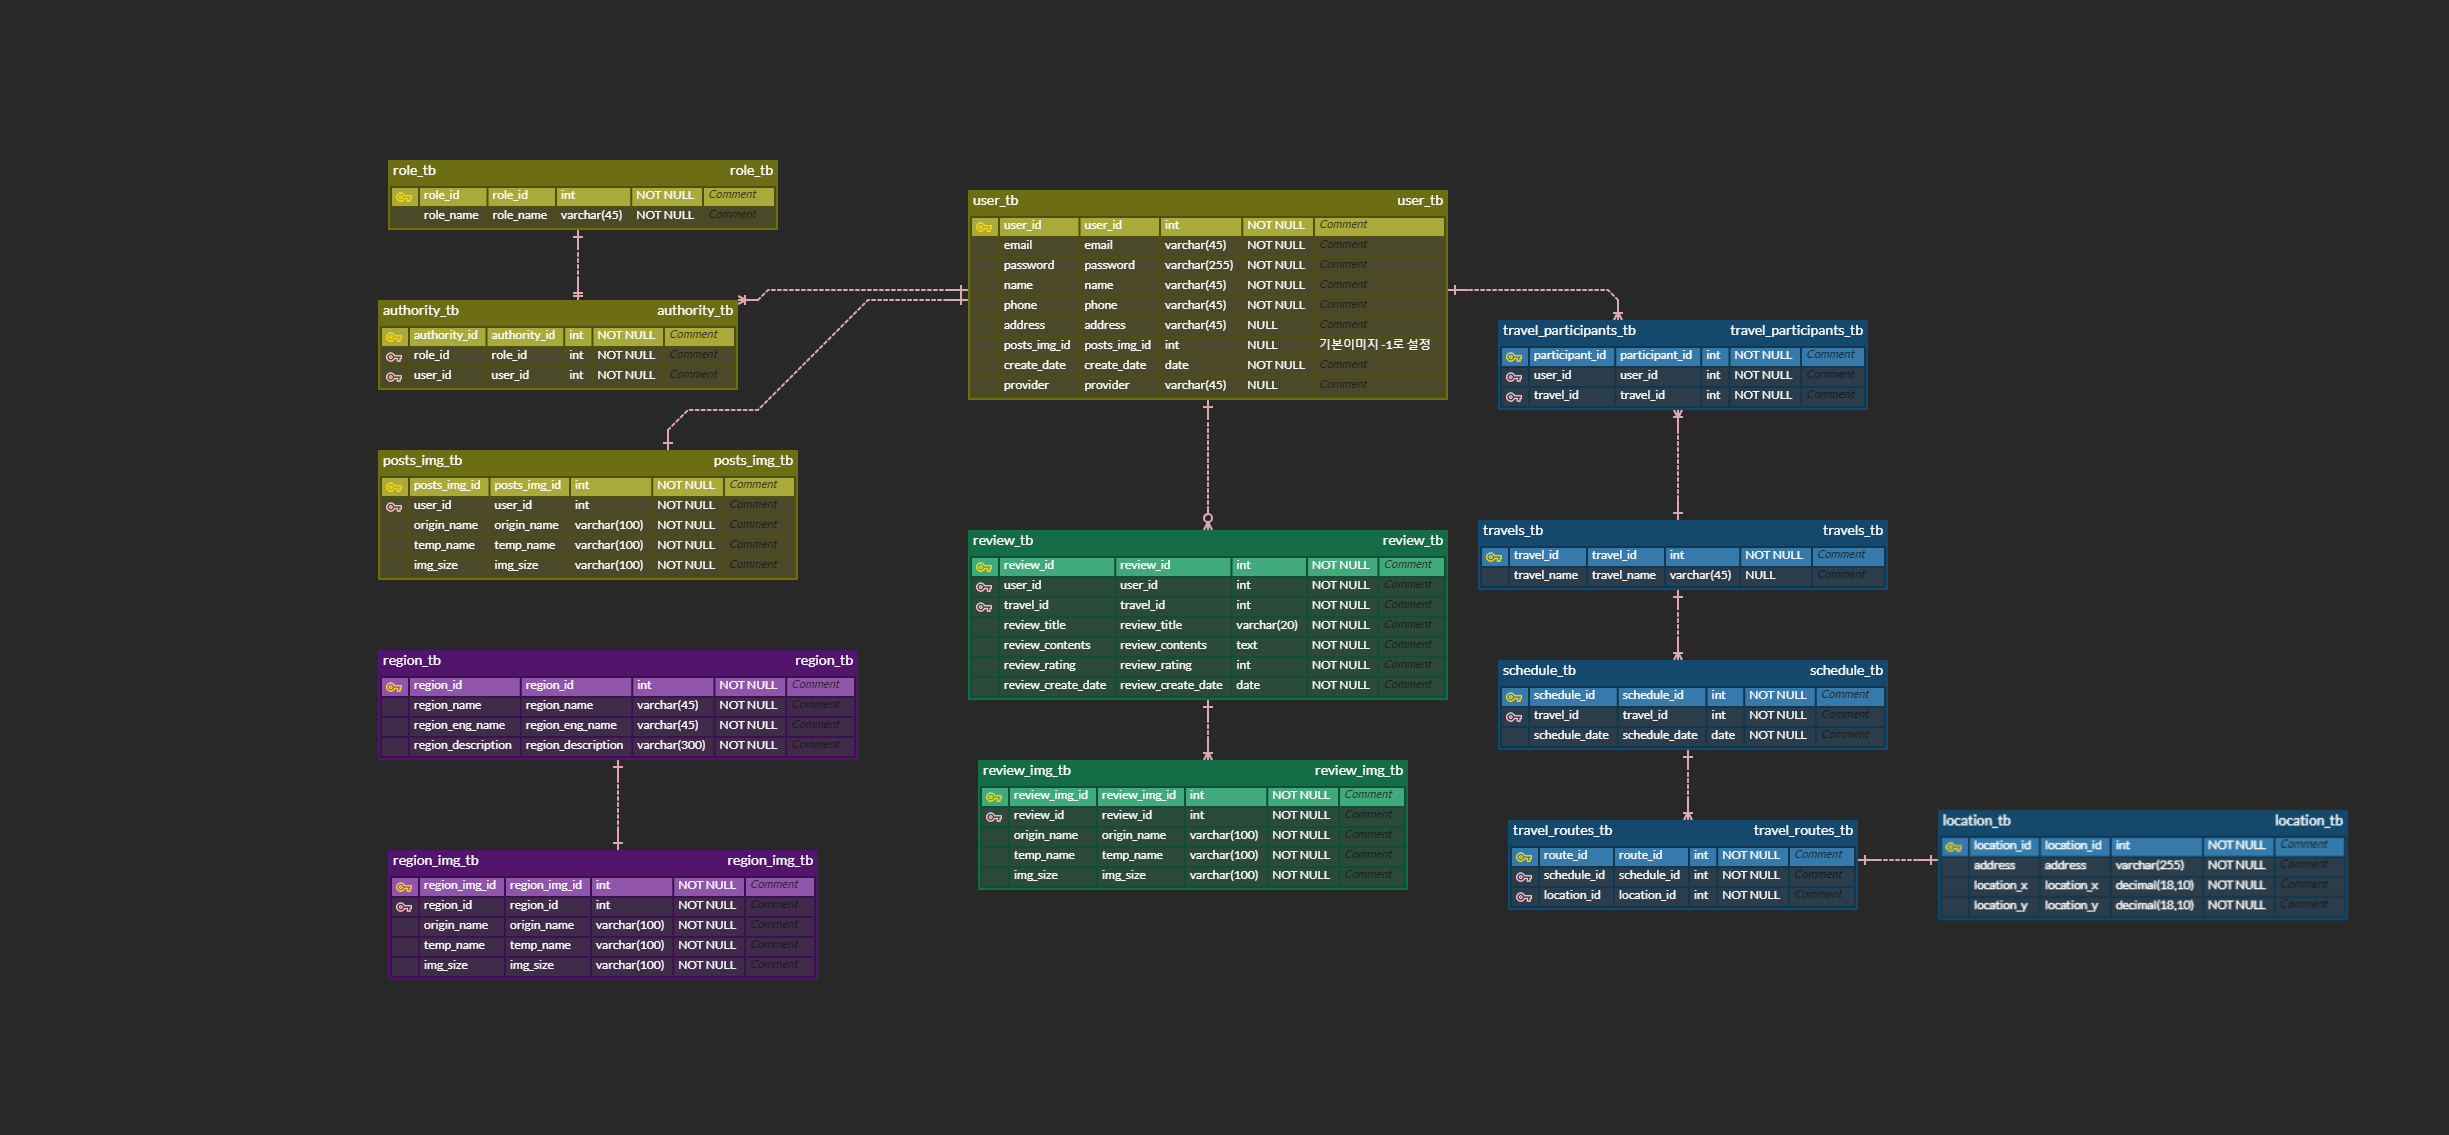 role_tb role_tb
role_id role_id int NOT NULL Comment
role_name role_name varchar(45) NOT NULL Comment
authority_tb authority_tb
authority_id authority_id int NOT NULL Comment
role_id role_id int NOT NULL Comment
user_id user_id int NOT NULL Comment
posts_img_tb posts_img_tb
posts_img_id posts_img_id int NOT NULL Comment
user_id user_id int NOT NULL Comment
origin_name origin_name varchar(100) NOT NULL Comment
temp_name temp_name varchar(100) NOT NULL Comment
img_size img_size varchar(100) NOT NULL Comment
region_tb region_tb
region_id region_id int NOT NULL Comment
region_name region_name varchar(45) NOT NULL Comment
region_eng_name region_eng_name varchar(45) NOT NULL Comment
region_description region_description varchar(300) NOT NULL Comment
region_img_tb region_img_tb
region_img_id region_img_id int NOT NULL Comment
region_id region_id int NOT NULL Comment
origin_name origin_name varchar(100) NOT NULL Comment
temp_name temp_name varchar(100) NOT NULL Comment
img_size img_size varchar(100) NOT NULL Comment
user_tb user_tb
user_id user_id int NOT NULL Comment
email email varchar(45) NOT NULL Comment
password password varchar(255) NOT NULL Comment
name name varchar(45) NOT NULL Comment
phone phone varchar(45) NOT NULL Comment
address address varchar(45) NULL Comment
posts_img_id posts_img_id int NULL 기본이미지 -1로 설정
create_date create_date date NOT NULL Comment
provider provider varchar(45) NULL Comment
review_tb review_tb
review_id review_id int NOT NULL Comment
user_id user_id int NOT NULL Comment
travel_id travel_id int NOT NULL Comment
review_title review_title varchar(20) NOT NULL Comment
review_contents review_contents text NOT NULL Comment
review_rating review_rating int NOT NULL Comment
review_create_date review_create_date date NOT NULL Comment
review_img_tb review_img_tb
review_img_id review_img_id int NOT NULL Comment
review_id review_id int NOT NULL Comment
origin_name origin_name varchar(100) NOT NULL Comment
temp_name temp_name varchar(100) NOT NULL Comment
img_size img_size varchar(100) NOT NULL Comment
travel_participants_tb travel_participants_tb
participant_id participant_id int NOT NULL Comment
user_id user_id int NOT NULL Comment
travel_id travel_id int NOT NULL Comment
travels_tb travels_tb
travel_id travel_id int NOT NULL Comment
travel_name travel_name varchar(45) NULL Comment
schedule_tb schedule_tb
schedule_id schedule_id int NOT NULL Comment
travel_id travel_id int NOT NULL Comment
schedule_date schedule_date date NOT NULL Comment
travel_routes_tb travel_routes_tb
route_id route_id int NOT NULL Comment
schedule_id schedule_id int NOT NULL Comment
location_id location_id int NOT NULL Comment
location_tb location_tb
location_id location_id int NOT NULL Comment
address address varchar(255) NOT NULL Comment
location_x location_x decimal(18,10) NOT NULL Comment
location_y location_y decimal(18,10) NOT NULL Comment